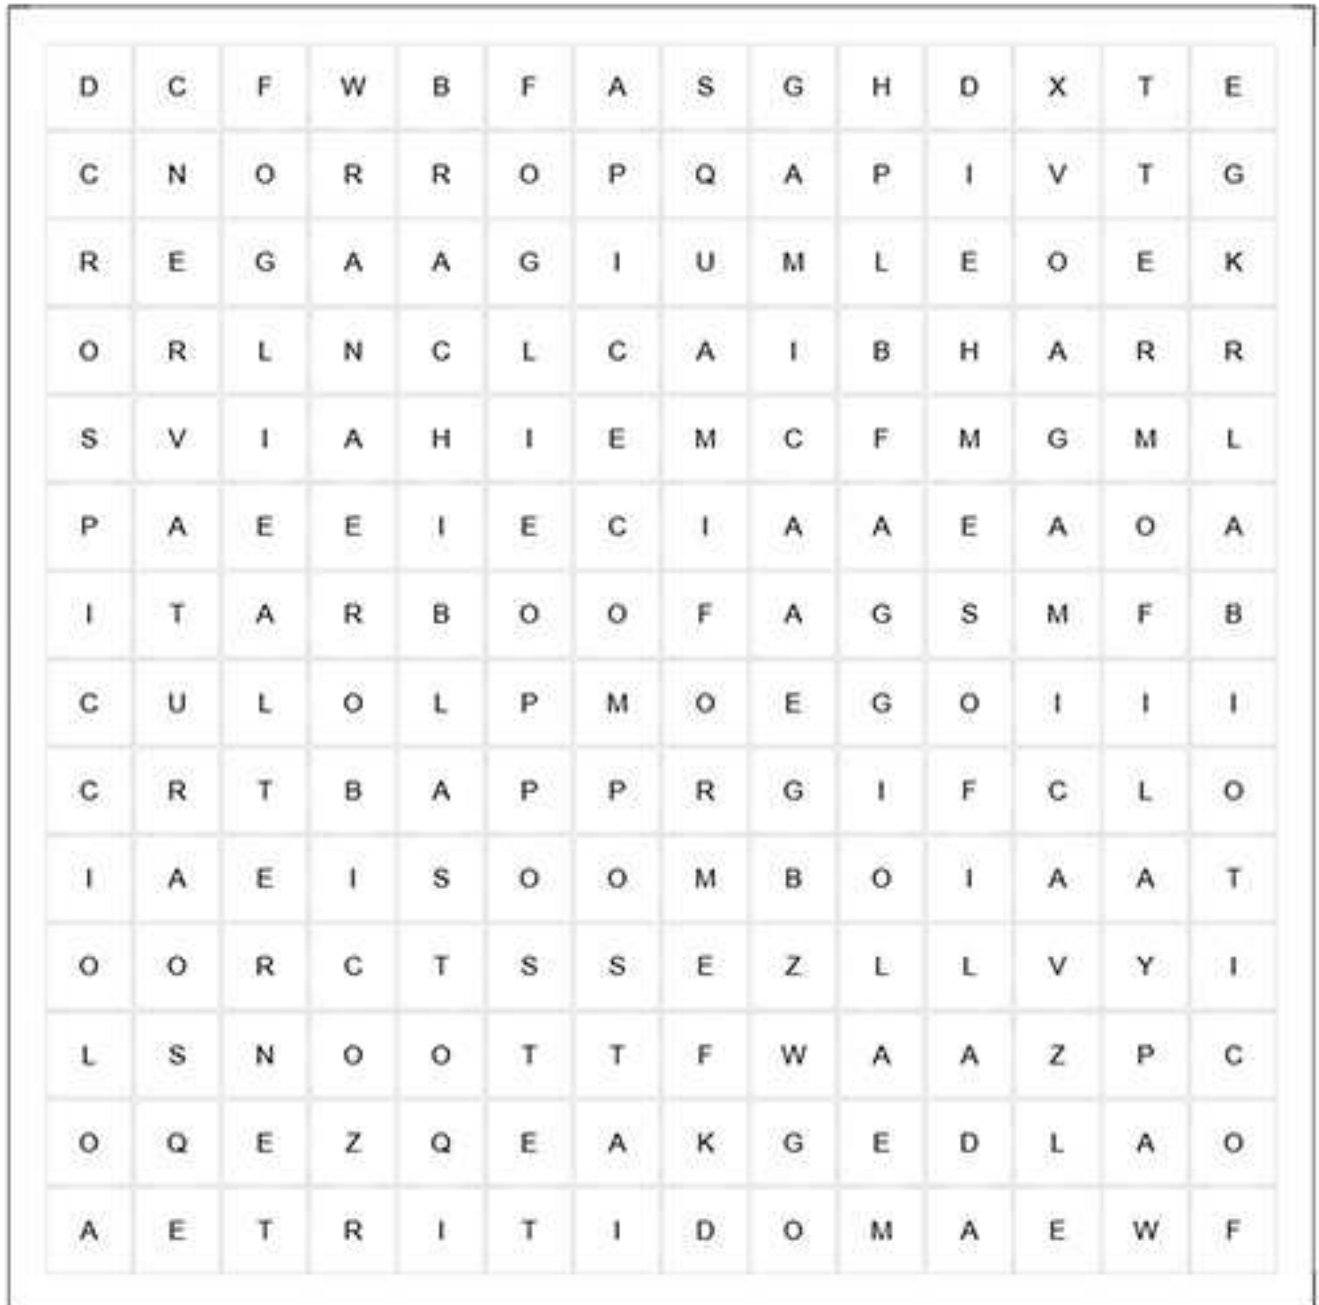 D C F W B F A S G H D X T E
C N O R R O P Q A P I V T G
R E G A A G I U M L E O E K
O R L N C L C A I B H A R R
S V I A H I E M C F M G M L
P A E E I E C I A A E A O A
I T A R B O O F A G S M F B
C U L O L P M O E G O I I I
C R T B A P P R G I F C L O
I A E I S O O M B O I A A T
O O R C T S S E Z L L V Y I
L S N O O T T F W A A Z P C
O Q E Z Q E A K G E D L A O
A E T R I T I D O M A E W F